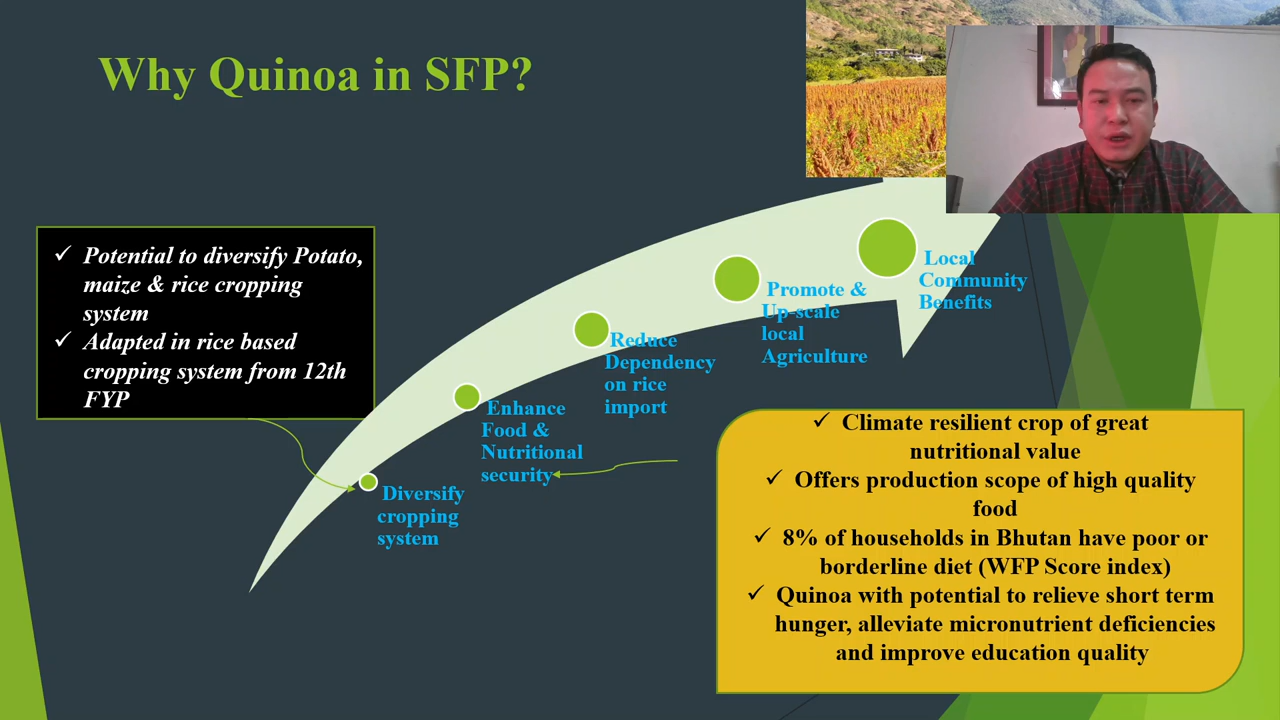 Why Quinoa in SFP?
✓ Potential to diversify Potato,
maize & rice cropping
system
✓ Adapted in rice based
cropping system from 12th
FYP
Diversify
cropping
system
Enhance
Food &
Nutritional
security
Reduce
Dependency
on rice
import
Promote &
Up-scale
local
Agriculture
Local
Community
Benefits
✓ Climate resilient crop of great
nutritional value
✓ Offers production scope of high quality
food
✓ 8% of households in Bhutan have poor or
borderline diet (WFP Score index)
✓ Quinoa with potential to relieve short term
hunger, alleviate micronutrient deficiencies
and improve education quality